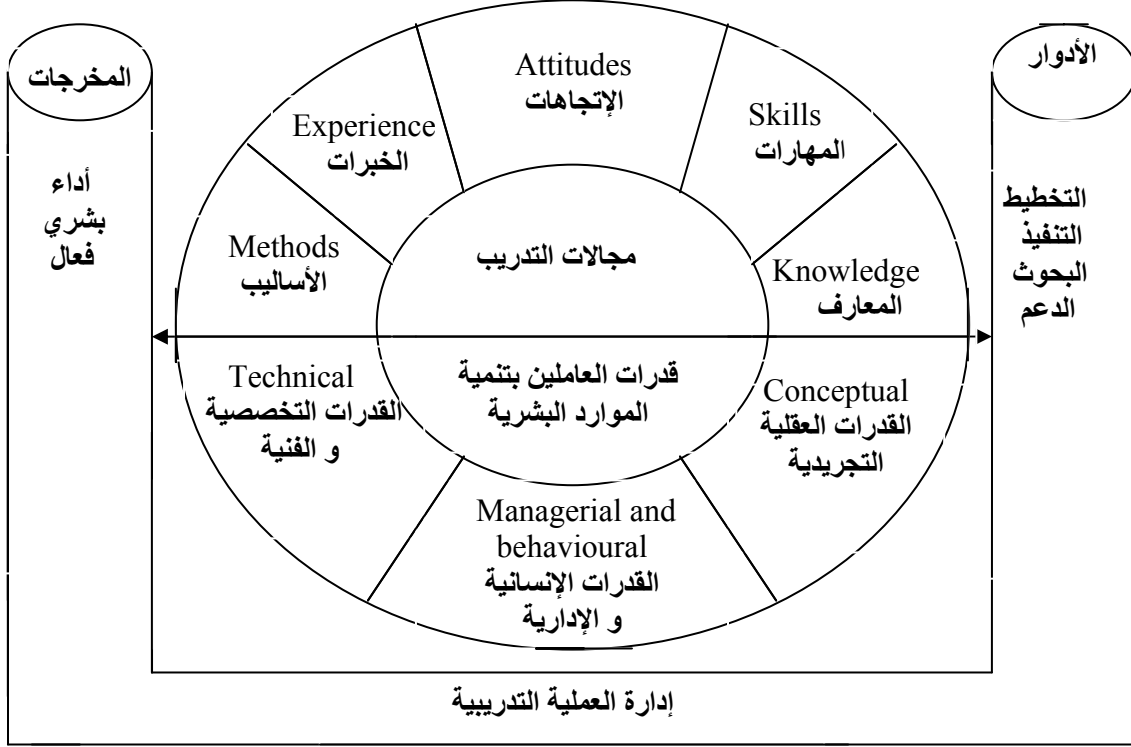 المخرجات
الأدوار
Attitudes
الإتجاهات
Skills
المهارات
Experience
الخبرات
Knowledge
المعارف
Methods
الأساليب
مجالات التدريب
التخطيط
التنفيذ
البحوث
الدعم
أداء
بشري
فعال
قدرات العاملين بتنمية
الموارد البشرية
Conceptual
القدرات العقلية
التجريدية
Technical
القدرات التخصصية
و الفنية
Managerial and
behavioural
القدرات الإنسانية
و الإدارية
إدارة العملية التدريبية